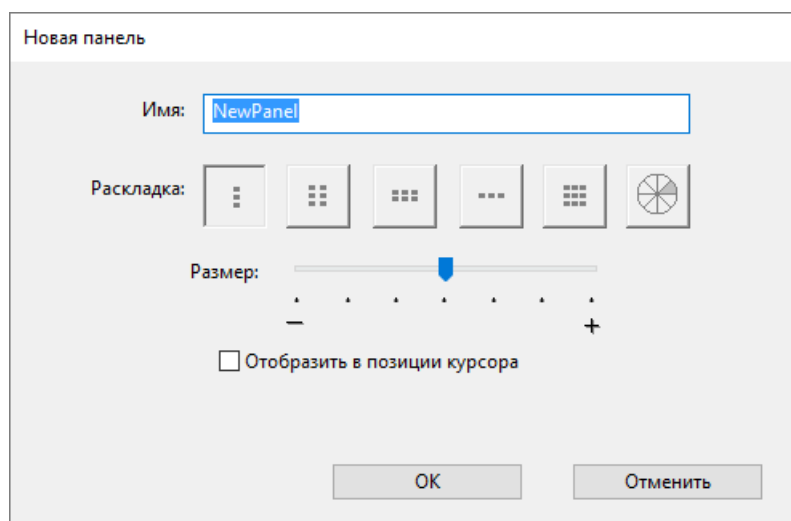 Новая панель
Имя: NewPanel
Раскладка:
Размер:
− +
Отобразить в позиции курсора
OK Отменить